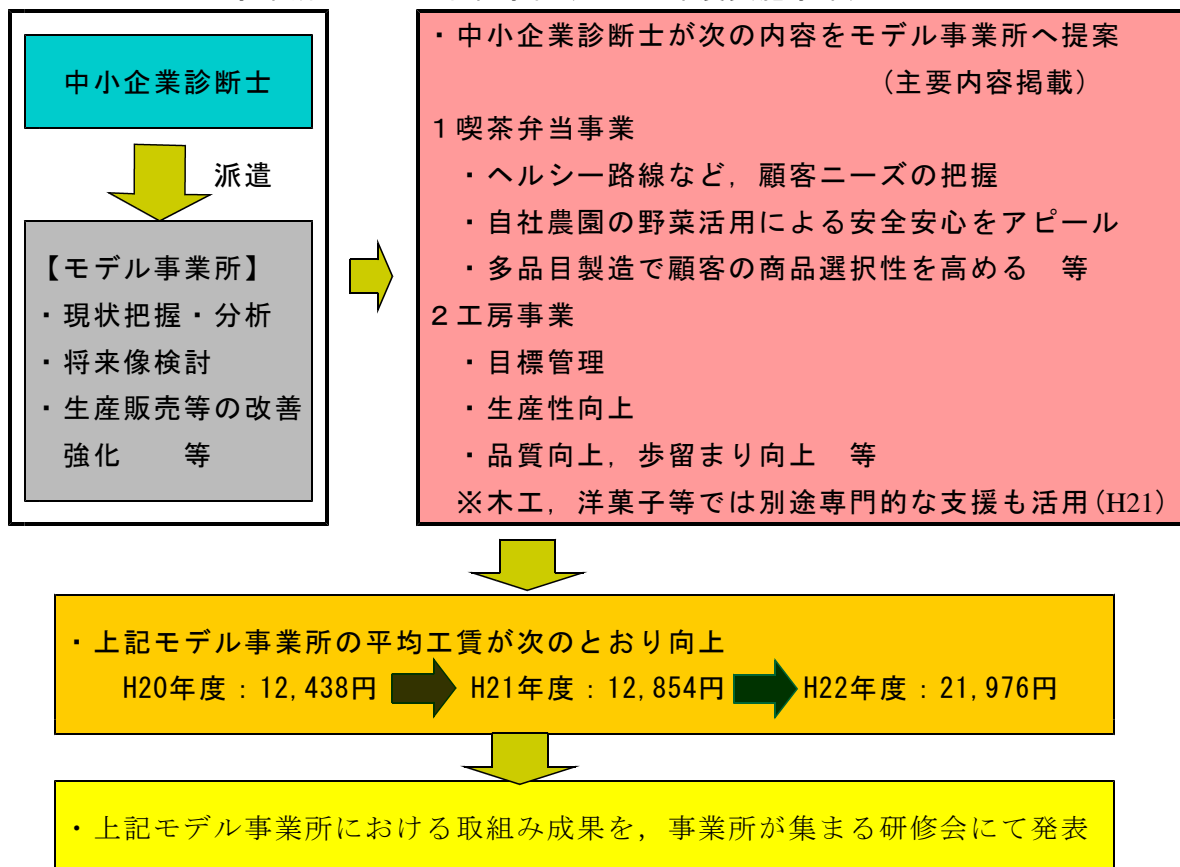 中小企業診断士
派遣
【モデル事業所】
・現状把握・分析
・将来像検討
・生産販売等の改善
強化　　等
・中小企業診断士が次の内容をモデル事業所へ提案
(主要内容掲載)
1喫茶弁当事業
・ヘルシー路線など，顧客ニーズの把握
・自社農園の野菜活用による安全安心をアピール
・多品目製造で顧客の商品選択性を高める　等
2工房事業
・目標管理
・生産性向上
・品質向上，歩留まり向上　等
※木工，洋菓子等では別途専門的な支援も活用(H21)
・上記モデル事業所の平均工賃が次のとおり向上
H20年度：12,438円 H21年度：12,854円 H22年度：21,976円
・上記モデル事業所における取組み成果を，事業所が集まる研修会にて発表